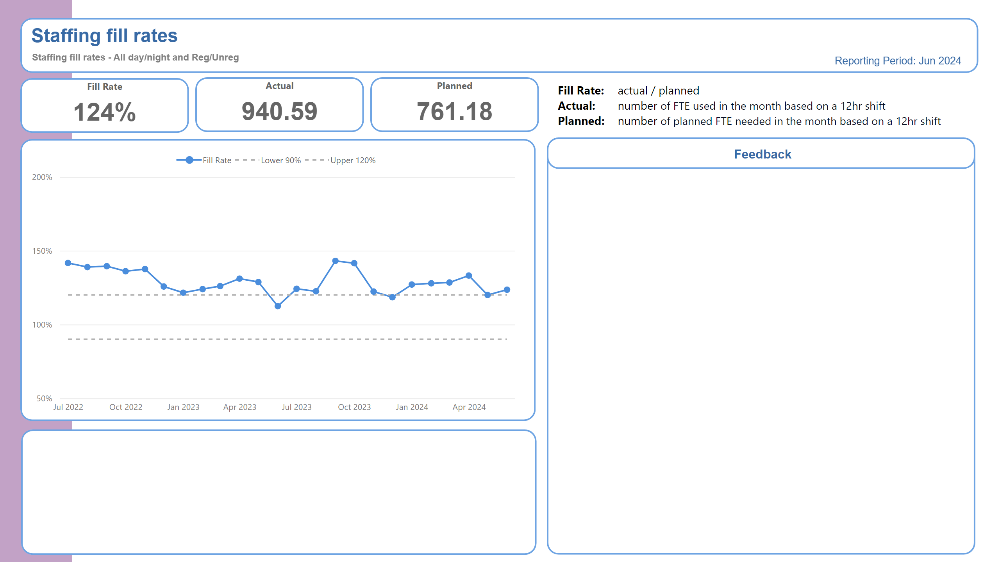 Staffing fill rates
Staffing fill rates - All day/night and Reg/Unreg
Reporting Period: Jun 2024
Fill Rate
124%
Actual
940.59
Planned
761.18
Fill Rate: actual / planned
Actual: number of FTE used in the month based on a 12hr shift
Planned: number of planned FTE needed in the month based on a 12hr shift
Fill Rate Lower 90% Upper 120%
200%
150%
100%
50%
Jul 2022 Oct 2022 Jan 2023 Apr 2023 Jul 2023 Oct 2023 Jan 2024 Apr 2024
Feedback